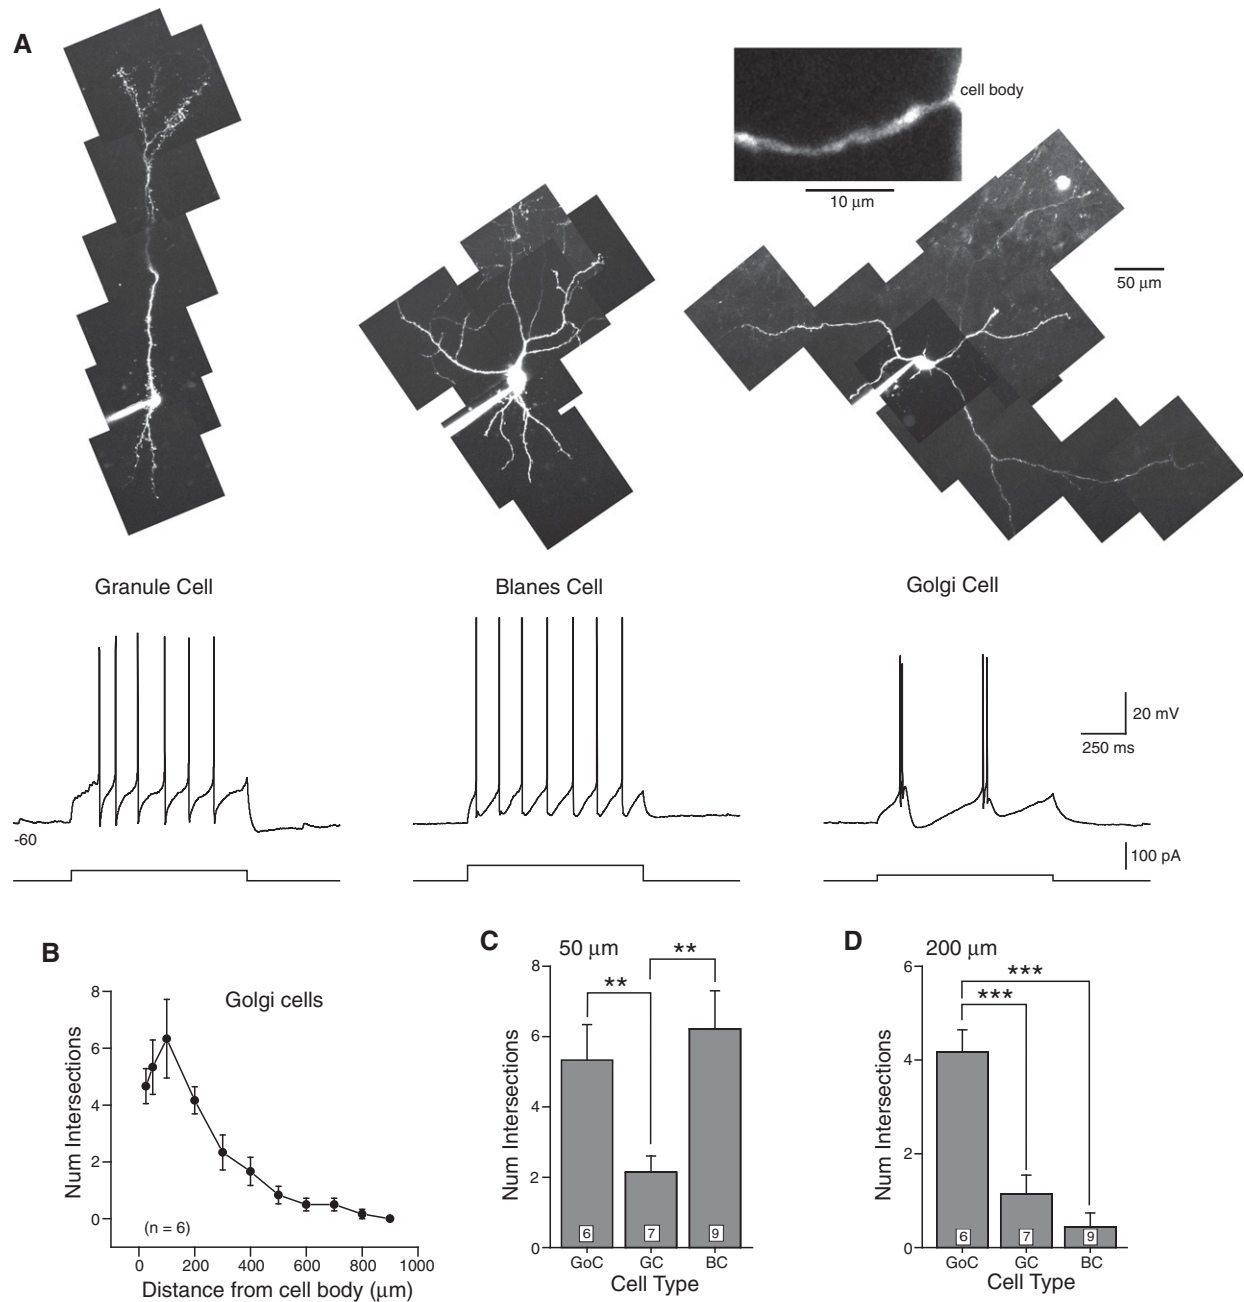 A
cell body
10 μm
50 μm
Granule Cell
Blanes Cell
Golgi Cell
20 mV
250 ms
-60
100 pA
B
Golgi cells
8
6
4
2
0
Num Intersections
(n = 6)
0 200 400 600 800 1000
Distance from cell body (μm)
C
50 μm
**
**
8
6
4
2
0
Num Intersections
6 7 9
GoC GC BC
Cell Type
D
200 μm
***
***
6
4
2
0
Num Intersections
6 7 9
GoC GC BC
Cell Type